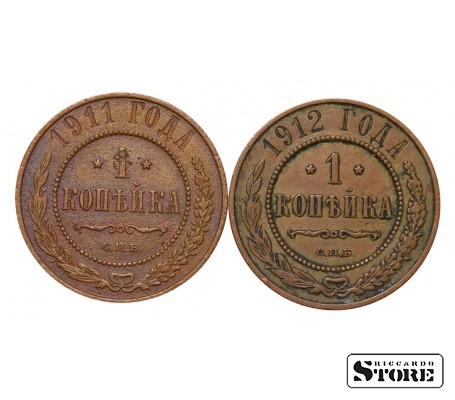 1911 ГОДА
1
КОПѢЙКА
С.П.Б.
1912 ГОДА
1
КОПѢЙКА
С.П.Б.
RICCARDO
STORE